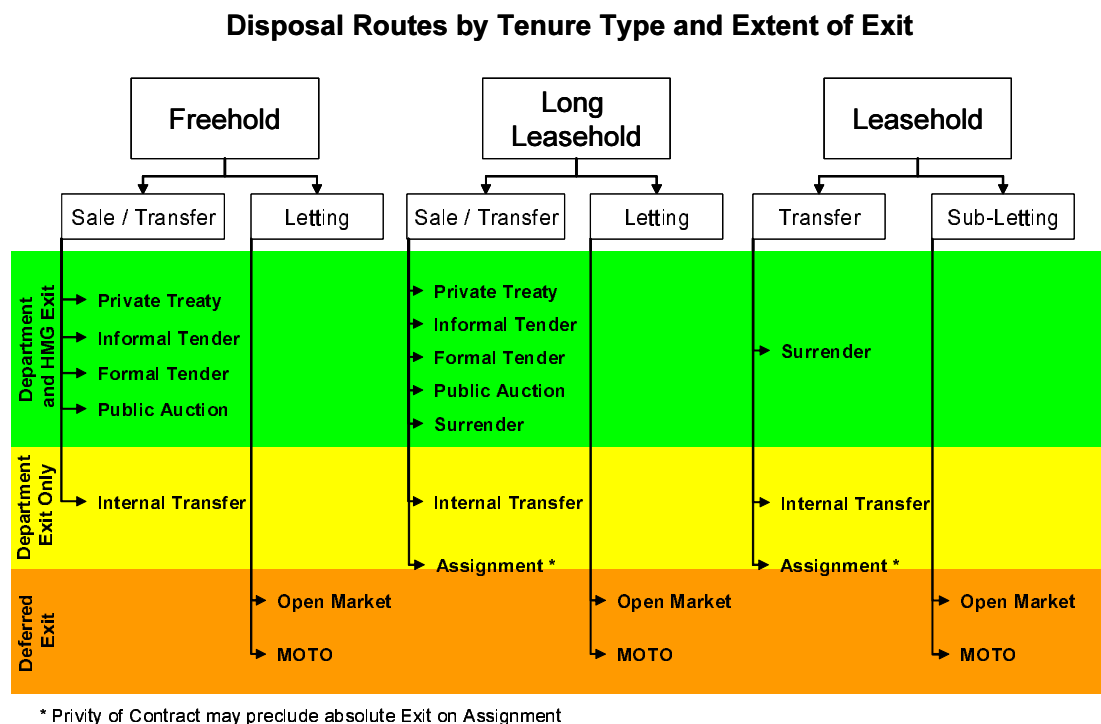 Disposal Routes by Tenure Type and Extent of Exit
Freehold
Long
Leasehold
Leasehold
Sale / Transfer
Letting
Sale / Transfer
Letting
Transfer
Sub-Letting
Department
and HMG Exit
Private Treaty
Informal Tender
Formal Tender
Public Auction
Private Treaty
Informal Tender
Formal Tender
Public Auction
Surrender
Surrender
Department
Exit Only
Internal Transfer
Internal Transfer
Assignment *
Internal Transfer
Assignment *
Deferred
Exit
Open Market
MOTO
Open Market
MOTO
Open Market
MOTO
* Privity of Contract may preclude absolute Exit on Assignment